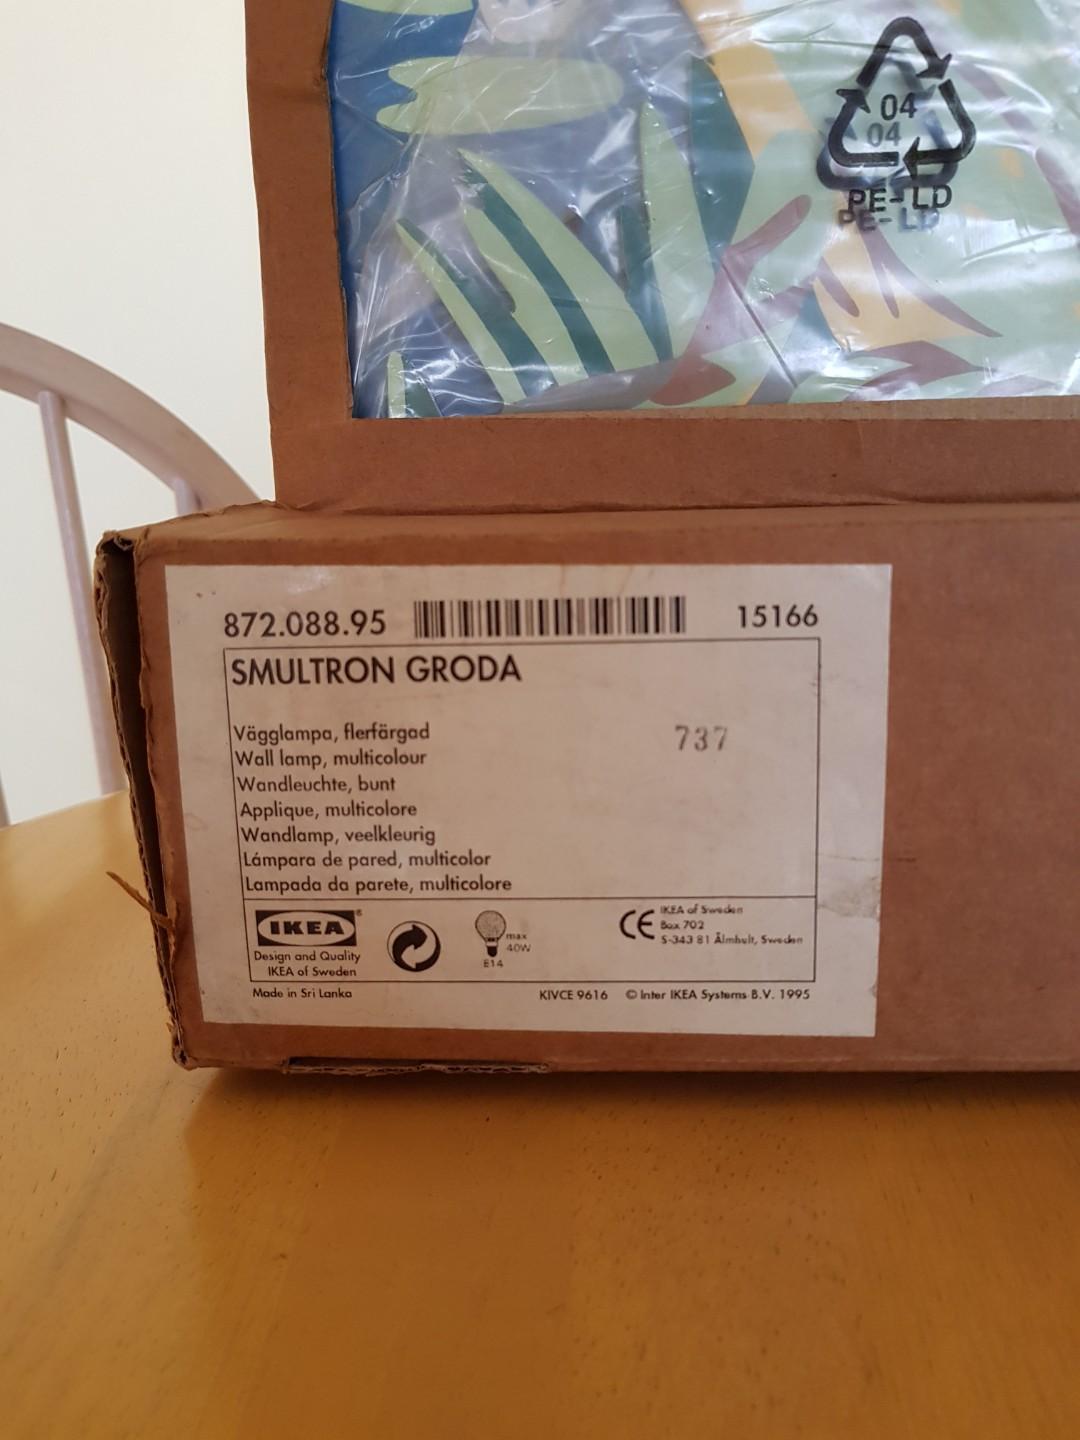 04
04
PE-LD
PE-LD
872.088.95
15166
SMULTRON GRODA
737
Vägglampa, flerfärgad
Wall lamp, multicolour
Wandleuchte, bunt
Applique, multicolore
Wandlamp, veelkleurig
Lámpara de pared, multicolor
Lampada da parete, multicolore
IKEA®
Design and Quality
IKEA of Sweden
max
40W
E14
CE
IKEA of Sweden
Box 702
S-343 81 Älmhult, Sweden
Made in Sri Lanka
KIVCE 9616
© Inter IKEA Systems B.V. 1995